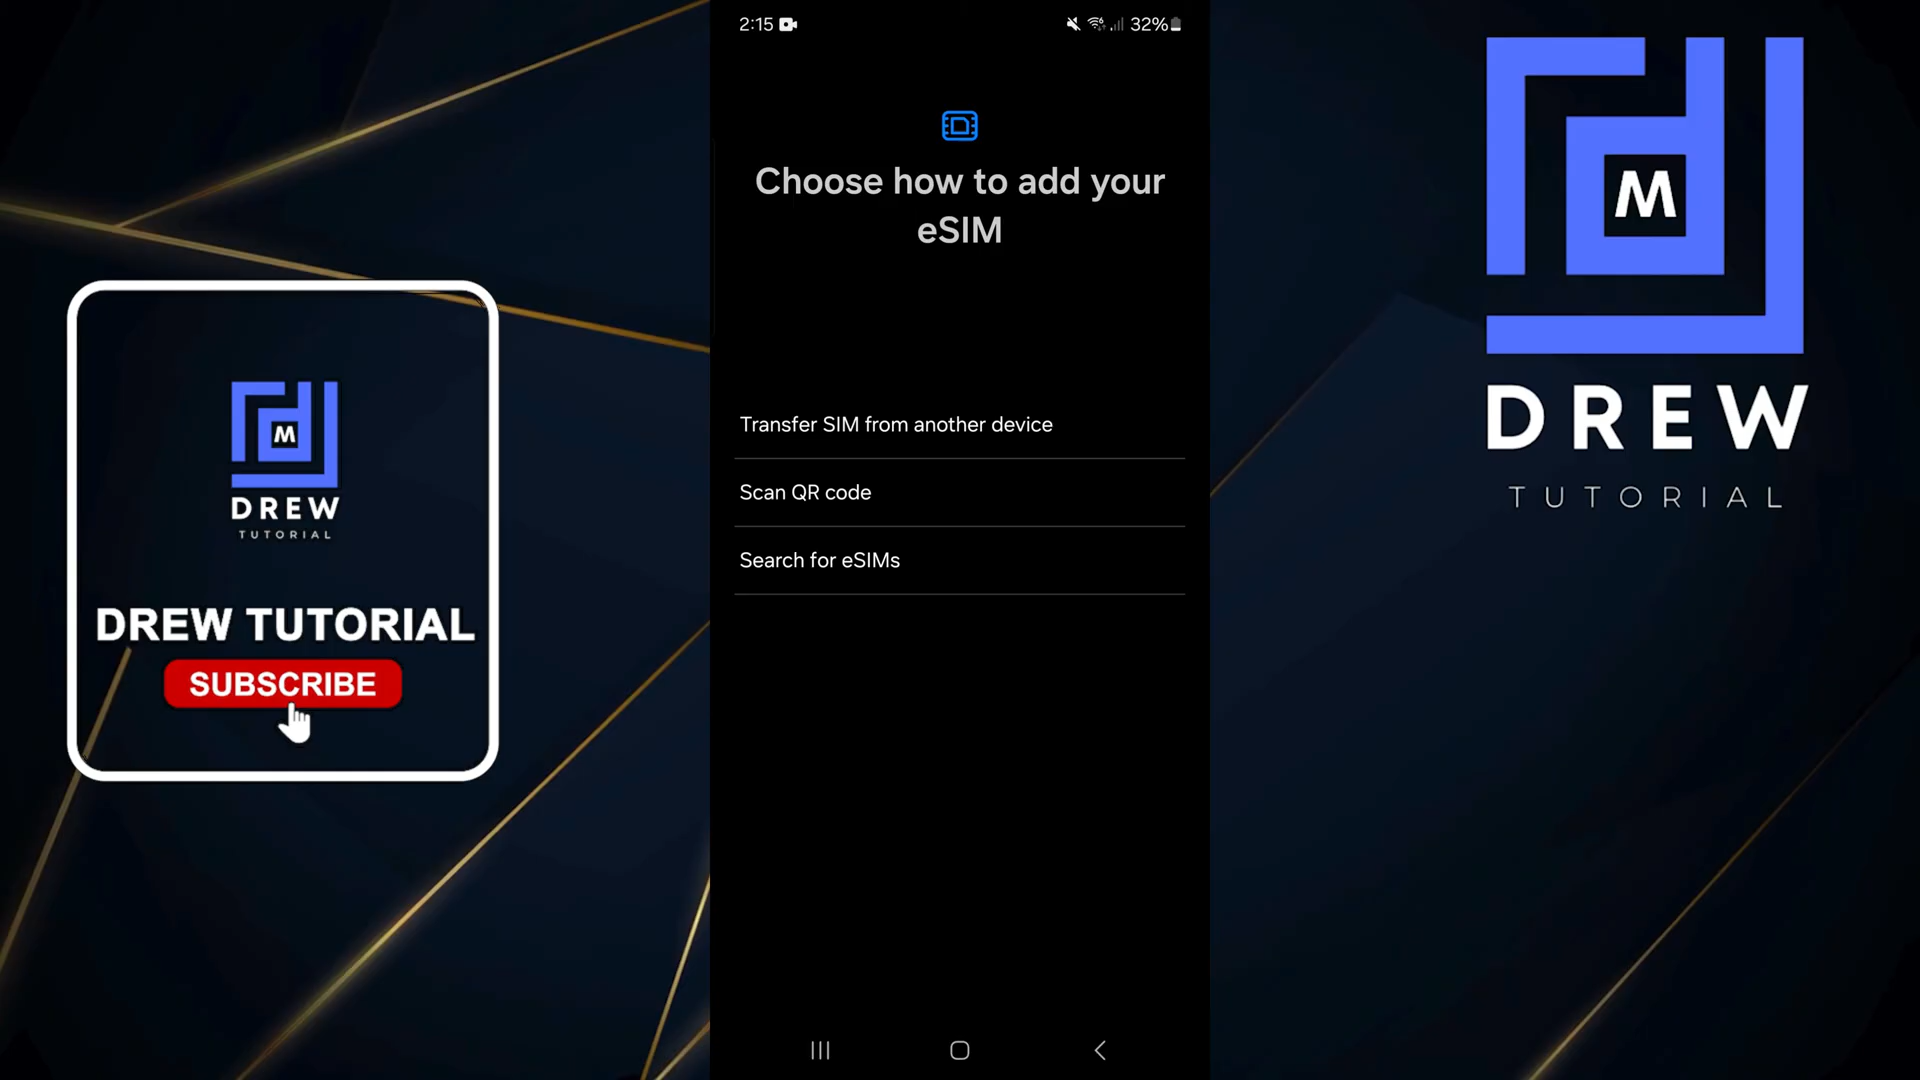 2:15
32%
Choose how to add your
eSIM
Transfer SIM from another device
Scan QR code
Search for eSIMs
M
DREW
TUTORIAL
DREW TUTORIAL
SUBSCRIBE
M
DREW
TUTORIAL